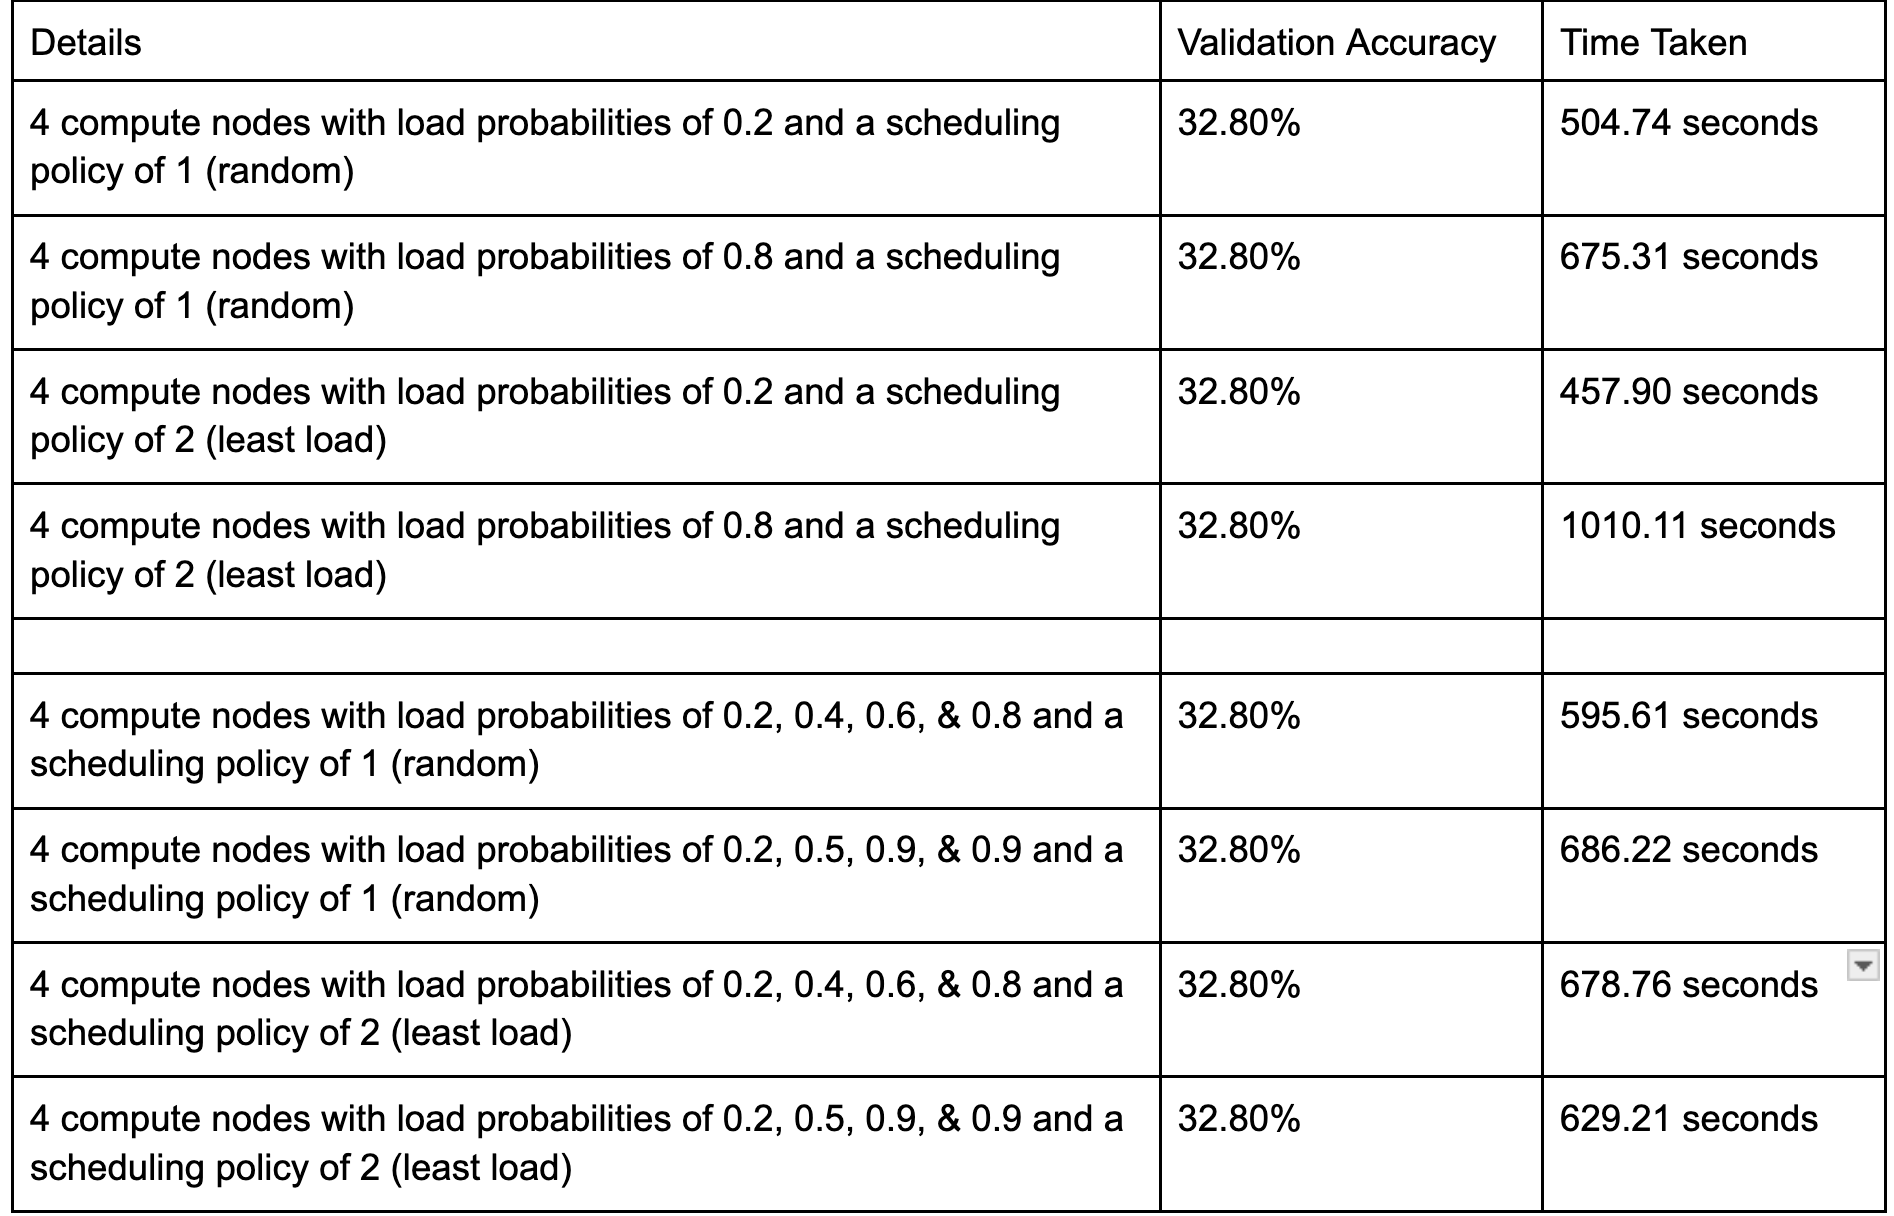 Details Validation Accuracy Time Taken
4 compute nodes with load probabilities of 0.2 and a scheduling 32.80% 504.74 seconds
policy of 1 (random)
4 compute nodes with load probabilities of 0.8 and a scheduling 32.80% 675.31 seconds
policy of 1 (random)
4 compute nodes with load probabilities of 0.2 and a scheduling 32.80% 457.90 seconds
policy of 2 (least load)
4 compute nodes with load probabilities of 0.8 and a scheduling 32.80% 1010.11 seconds
policy of 2 (least load)
4 compute nodes with load probabilities of 0.2, 0.4, 0.6, & 0.8 and a 32.80% 595.61 seconds
scheduling policy of 1 (random)
4 compute nodes with load probabilities of 0.2, 0.5, 0.9, & 0.9 and a 32.80% 686.22 seconds
scheduling policy of 1 (random)
4 compute nodes with load probabilities of 0.2, 0.4, 0.6, & 0.8 and a 32.80% 678.76 seconds
scheduling policy of 2 (least load)
4 compute nodes with load probabilities of 0.2, 0.5, 0.9, & 0.9 and a 32.80% 629.21 seconds
scheduling policy of 2 (least load)